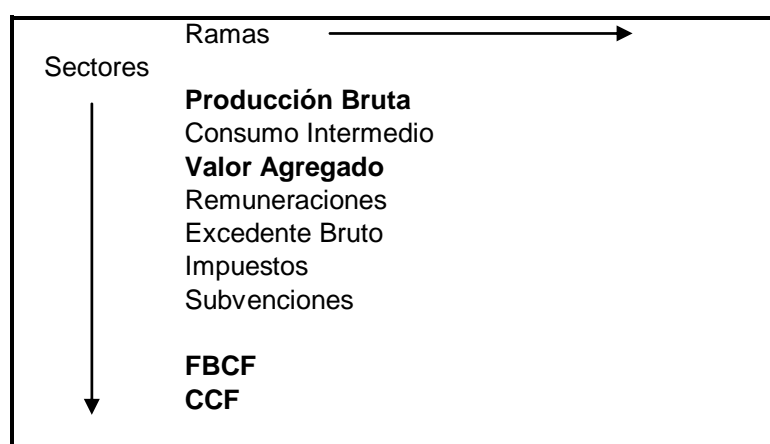 Ramas
Sectores
Producción Bruta
Consumo Intermedio
Valor Agregado
Remuneraciones
Excedente Bruto
Impuestos
Subvenciones
FBCF
CCF